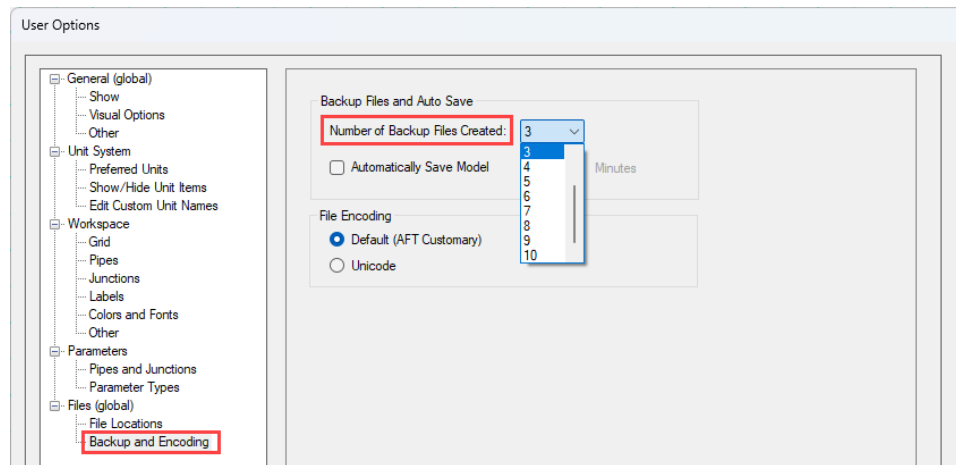 User Options
General (global)
Show
Visual Options
Other
Unit System
Preferred Units
Show/Hide Unit Items
Edit Custom Unit Names
Workspace
Grid
Pipes
Junctions
Labels
Colors and Fonts
Other
Parameters
Pipes and Junctions
Parameter Types
Files (global)
File Locations
Backup and Encoding
Backup Files and Auto Save
Number of Backup Files Created: 3
Automatically Save Model Minutes
3
4
5
6
7
8
9
10
File Encoding
Default (AFT Customary)
Unicode